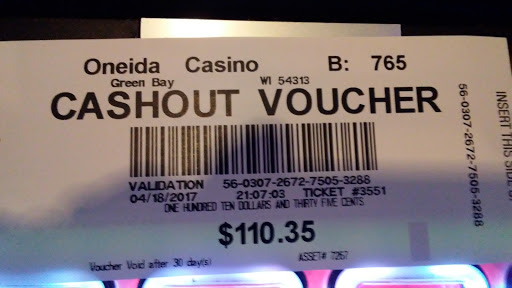 Oneida Casino B: 765
Green Bay WI 54313
CASHOUT VOUCHER
VALIDATION 56-0307-2672-7505-3288
04/18/2017 21:07:03 TICKET #3551
ONE HUNDRED TEN DOLLARS AND THIRTY FIVE CENTS
$110.35
Voucher Void after 30 day(s) ASSET# 7267
56-0307-2672-7505-3288
INSERT THIS SIDE